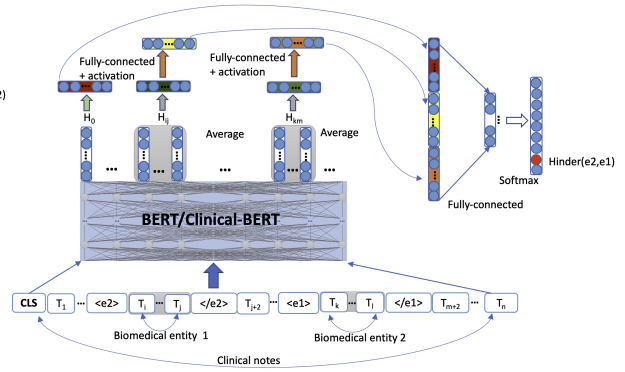 Fully-connected
+ activation
Fully-connected
+ activation
2)
H0
Hij
Hkm
Average
Average
...
...
...
BERT/Clinical-BERT
Hinder(e2,e1)
Softmax
Fully-connected
CLS T1 ... <e2> Ti ... Tj </e2> Tj+2 ... <e1> Tk ... Tl </e1> Tm+2 ... Tn
Biomedical entity 1
Biomedical entity 2
Clinical notes